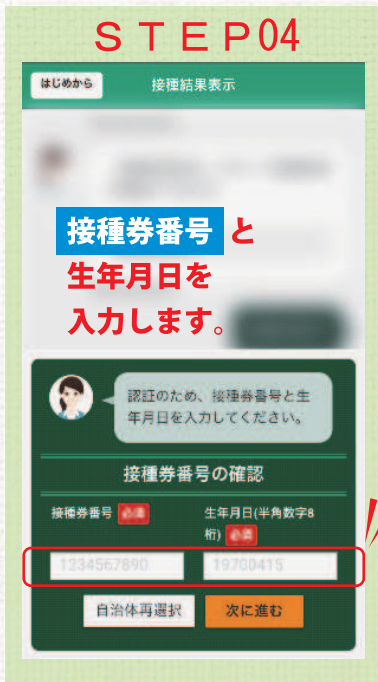 ＳＴＥＰ04
はじめから 接種結果表示
接種券番号 と
生年月日を
入力します。
認証のため、接種券番号と生
年月日を入力してください。
接種券番号の確認
接種券番号 必須
生年月日(半角数字8
桁) 必須
1234567890
19700415
自治体再選択
次に進む